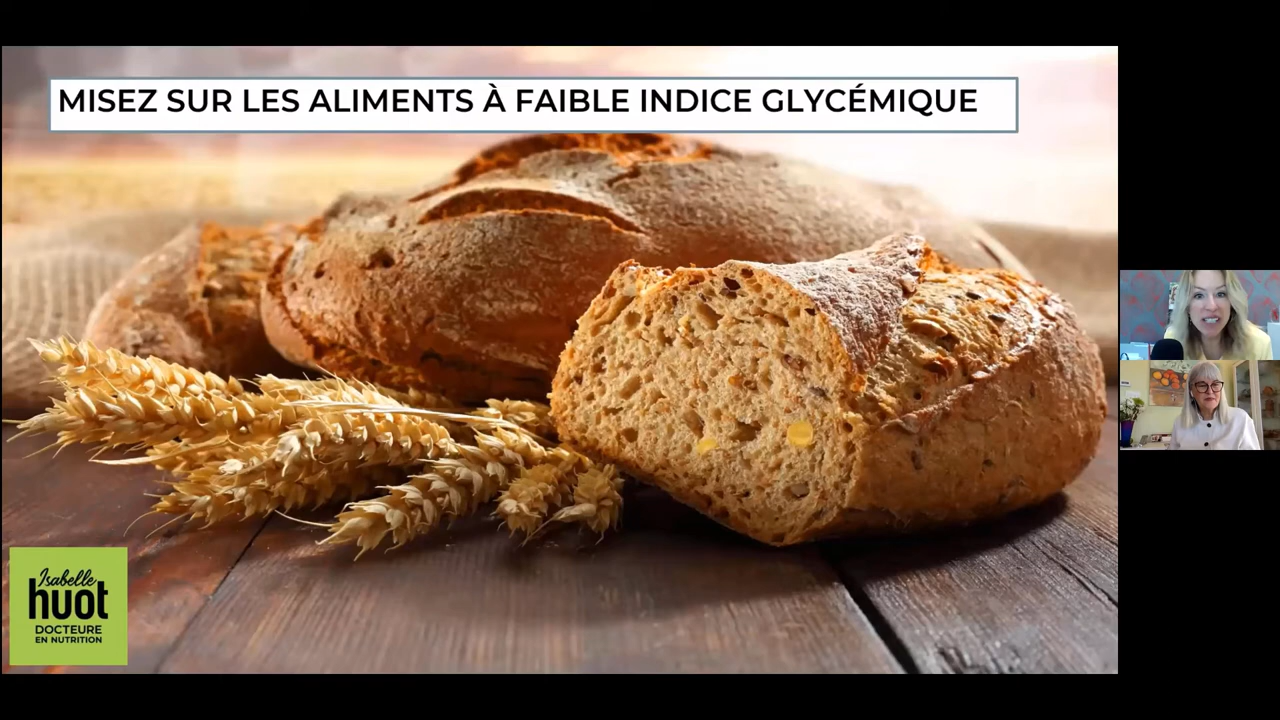 MISEZ SUR LES ALIMENTS À FAIBLE INDICE GLYCÉMIQUE
Isabelle
huot
DOCTEURE
EN NUTRITION